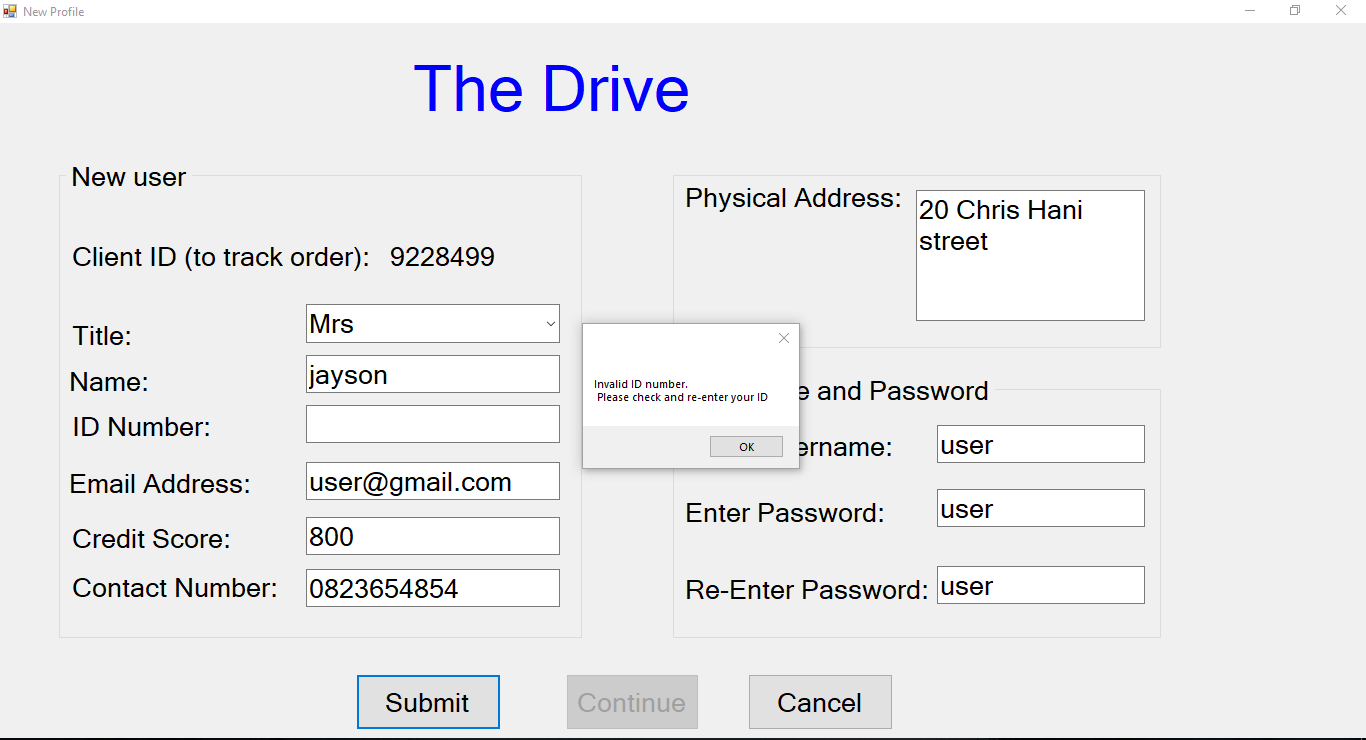 New Profile
The Drive
New user
Client ID (to track order): 9228499
Title: Mrs
Name: jayson
ID Number:
Email Address: user@gmail.com
Credit Score: 800
Contact Number: 0823654854
Physical Address: 20 Chris Hani
street
Invalid ID number.
Please check and re-enter your ID
OK
and Password
user
Enter Password: user
Re-Enter Password: user
Submit
Continue
Cancel